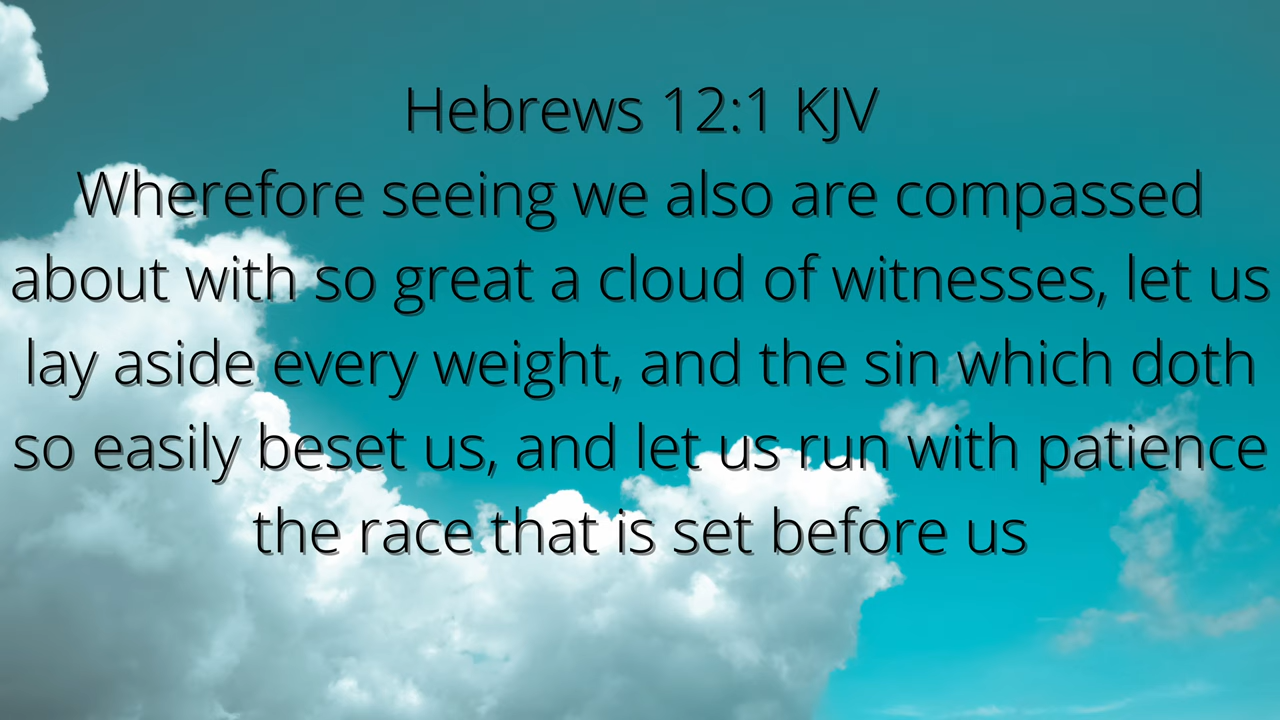 Hebrews 12:1 KJV
Wherefore seeing we also are compassed
about with so great a cloud of witnesses, let us
lay aside every weight, and the sin which doth
so easily beset us, and let us run with patience
the race that is set before us